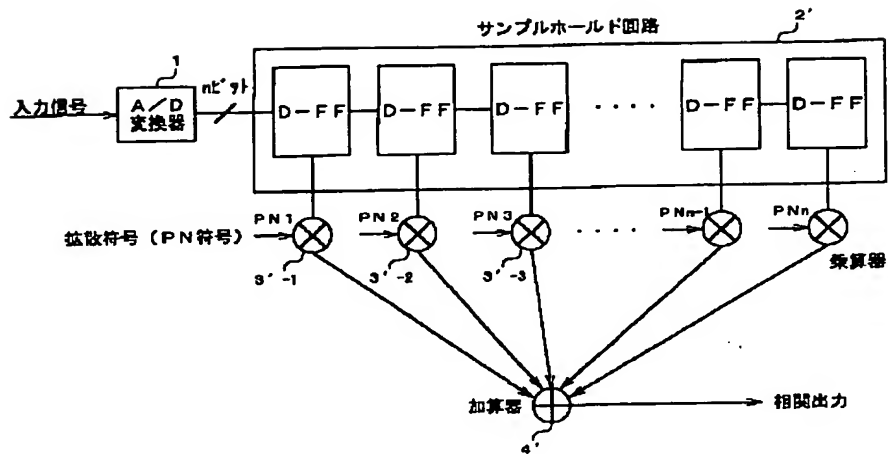 サンプルホールド回路
2'
1
nビット
入力信号
A/D
変換器
D-FF
D-FF
D-FF
‥‥
D-FF
D-FF
拡散符号(PN符号)
PN1
PN2
PN3
‥‥
PNn-1
PNn
3'-1
3'-2
3'-3
乗算器
加算器
相関出力
4'